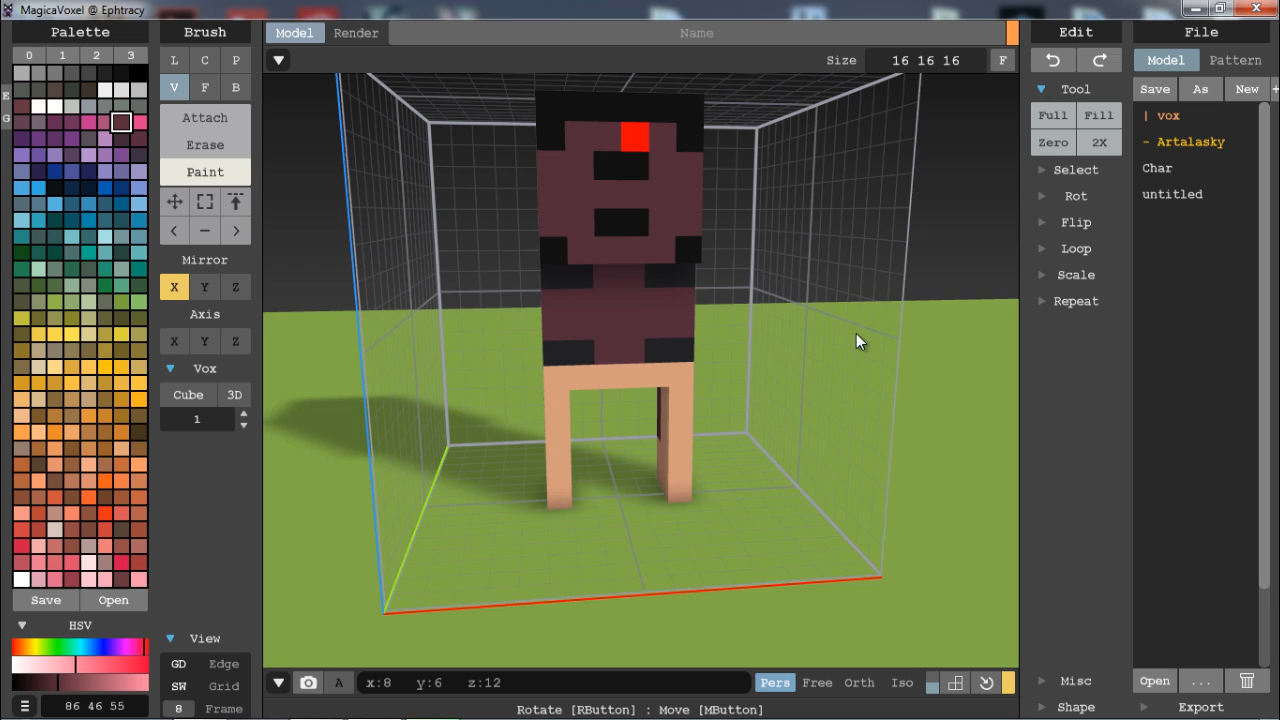 MagicaVoxel @ Ephtracy
Palette
Brush
Model Render Name
Edit
File
0 1 2 3
L C P
Size 16 16 16 F
Model Pattern
E
V F B
Tool
Save As New +
G
Attach
Full Fill
| vox
Erase
Zero 2X
- Artalasky
Paint
Select
Char
Rot
untitled
< - >
Flip
Mirror
Loop
X Y Z
Scale
Axis
Repeat
X Y Z
Vox
Cube 3D
1
Save Open
HSV
View
GD Edge
SW Grid
8 Frame
86 46 55
A x:8 y:6 z:12
Pers Free Orth Iso
Misc
Open ...
Shape
Export
Rotate [RButton] : Move [MButton]